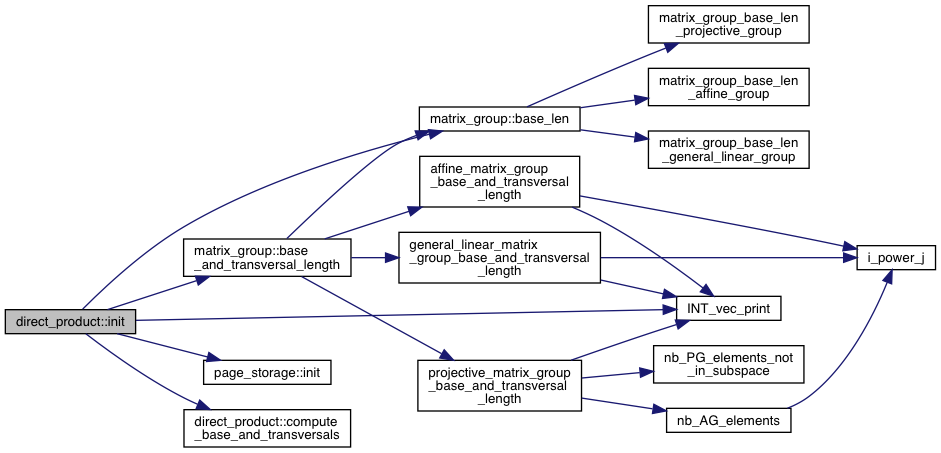 matrix_group_base_len
_projective_group
matrix_group_base_len
_affine_group
matrix_group::base_len
matrix_group_base_len
_general_linear_group
affine_matrix_group
_base_and_transversal
_length
matrix_group::base
_and_transversal_length
general_linear_matrix
_group_base_and_transversal
_length
i_power_j
direct_product::init
INT_vec_print
page_storage::init
projective_matrix_group
_base_and_transversal
_length
nb_PG_elements_not
_in_subspace
direct_product::compute
_base_and_transversals
nb_AG_elements